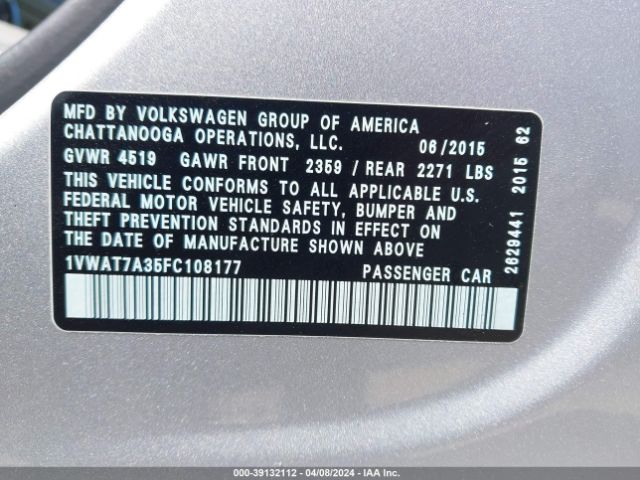 MFD BY VOLKSWAGEN GROUP OF AMERICA
CHATTANOOGA OPERATIONS, LLC. 06/2015
GVWR 4519 GAWR FRONT 2359 / REAR 2271 LBS
THIS VEHICLE CONFORMS TO ALL APPLICABLE U.S.
FEDERAL MOTOR VEHICLE SAFETY, BUMPER AND
THEFT PREVENTION STANDARDS IN EFFECT ON
THE DATE OF MANUFACTURE SHOWN ABOVE
1VWAT7A35FC108177 PASSENGER CAR
2629441 2015 62
000-39132112 - 04/08/2024 - IAA Inc.